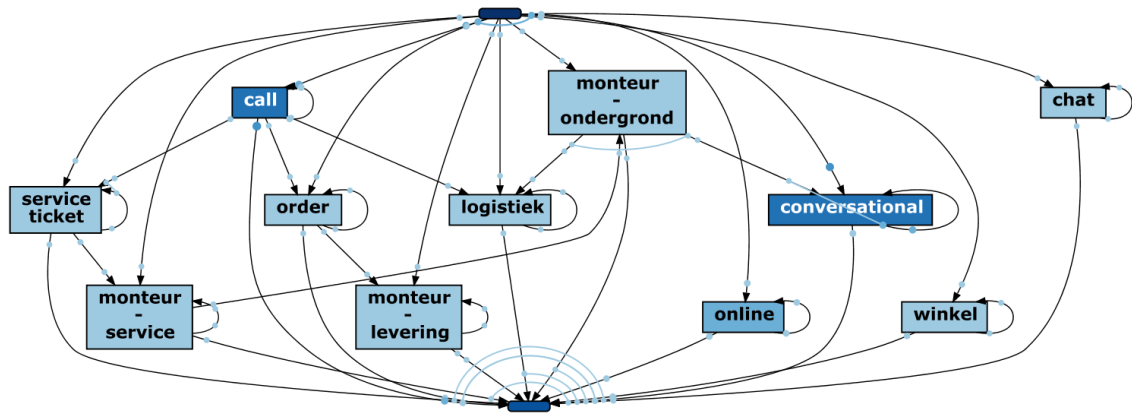 monteur
-
ondergrond
call
chat
service
ticket
order
logistiek
conversational
monteur
-
service
monteur
-
levering
online
winkel